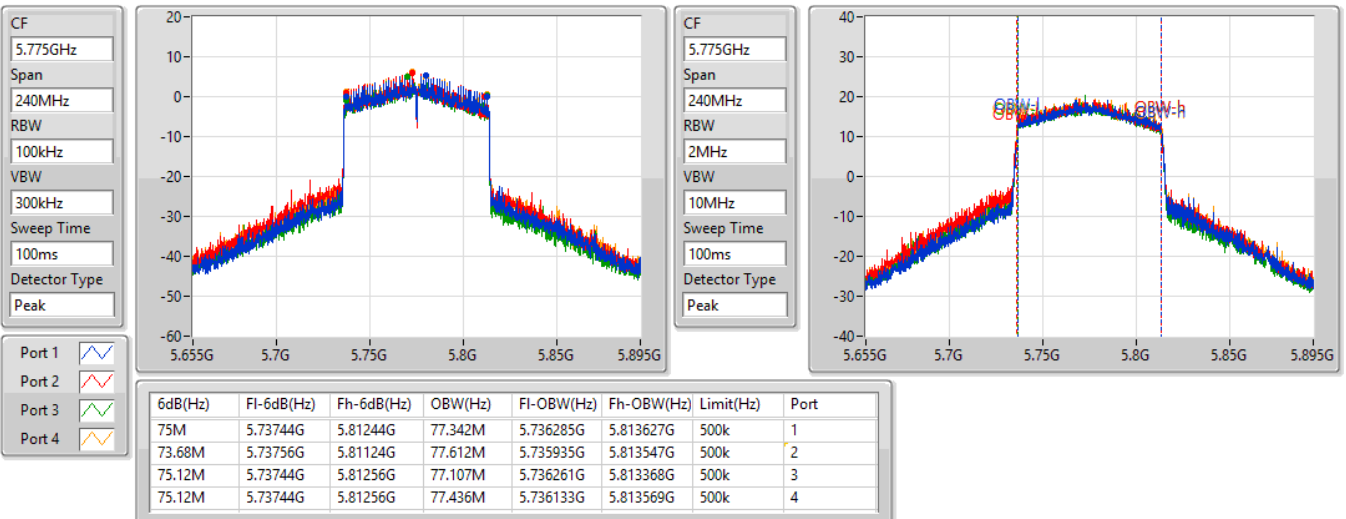 CF
5.775GHz
Span
240MHz
RBW
100kHz
VBW
300kHz
Sweep Time
100ms
Detector Type
Peak
Port 1
Port 2
Port 3
Port 4
20
10
0
-10
-20
-30
-40
-50
-60
5.655G 5.7G 5.75G 5.8G 5.85G 5.895G
CF
5.775GHz
Span
240MHz
RBW
2MHz
VBW
10MHz
Sweep Time
100ms
Detector Type
Peak
40
30
20
10
0
-10
-20
-30
-40
OBW-l OBW-h
5.655G 5.7G 5.75G 5.8G 5.85G 5.895G
6dB(Hz) Fl-6dB(Hz) Fh-6dB(Hz) OBW(Hz) Fl-OBW(Hz) Fh-OBW(Hz) Limit(Hz) Port
75M 5.73744G 5.81244G 77.342M 5.736285G 5.813627G 500k 1
73.68M 5.73756G 5.81124G 77.612M 5.735935G 5.813547G 500k 2
75.12M 5.73744G 5.81256G 77.107M 5.736261G 5.813368G 500k 3
75.12M 5.73744G 5.81256G 77.436M 5.736133G 5.813569G 500k 4